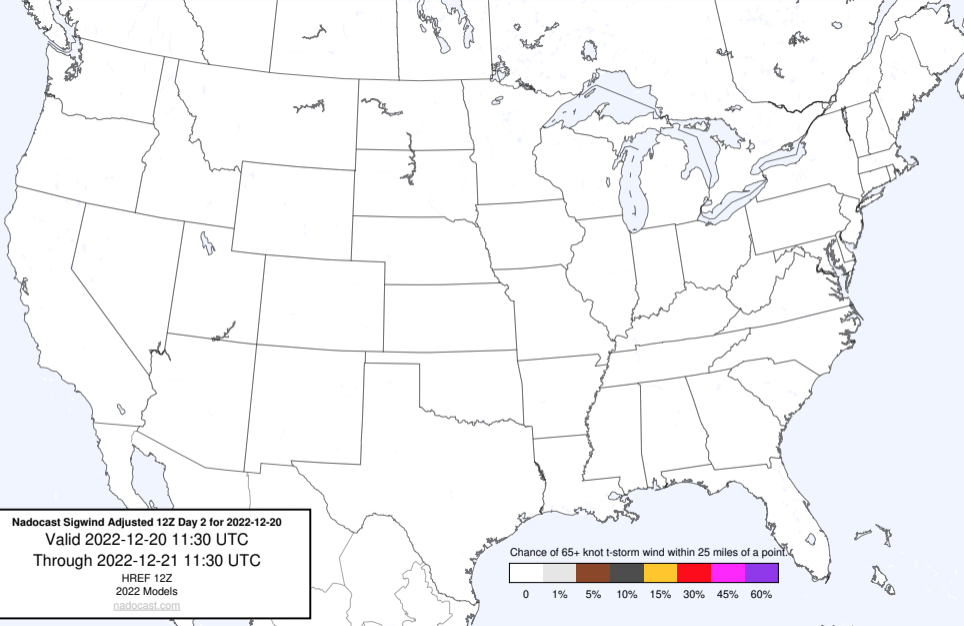 Nadocast Sigwind Adjusted 12Z Day 2 for 2022-12-20
Valid 2022-12-20 11:30 UTC
Through 2022-12-21 11:30 UTC
HREF 12Z
2022 Models
nadocast.com
Chance of 65+ knot t-storm wind within 25 miles of a point.
0 1% 5% 10% 15% 30% 45% 60%